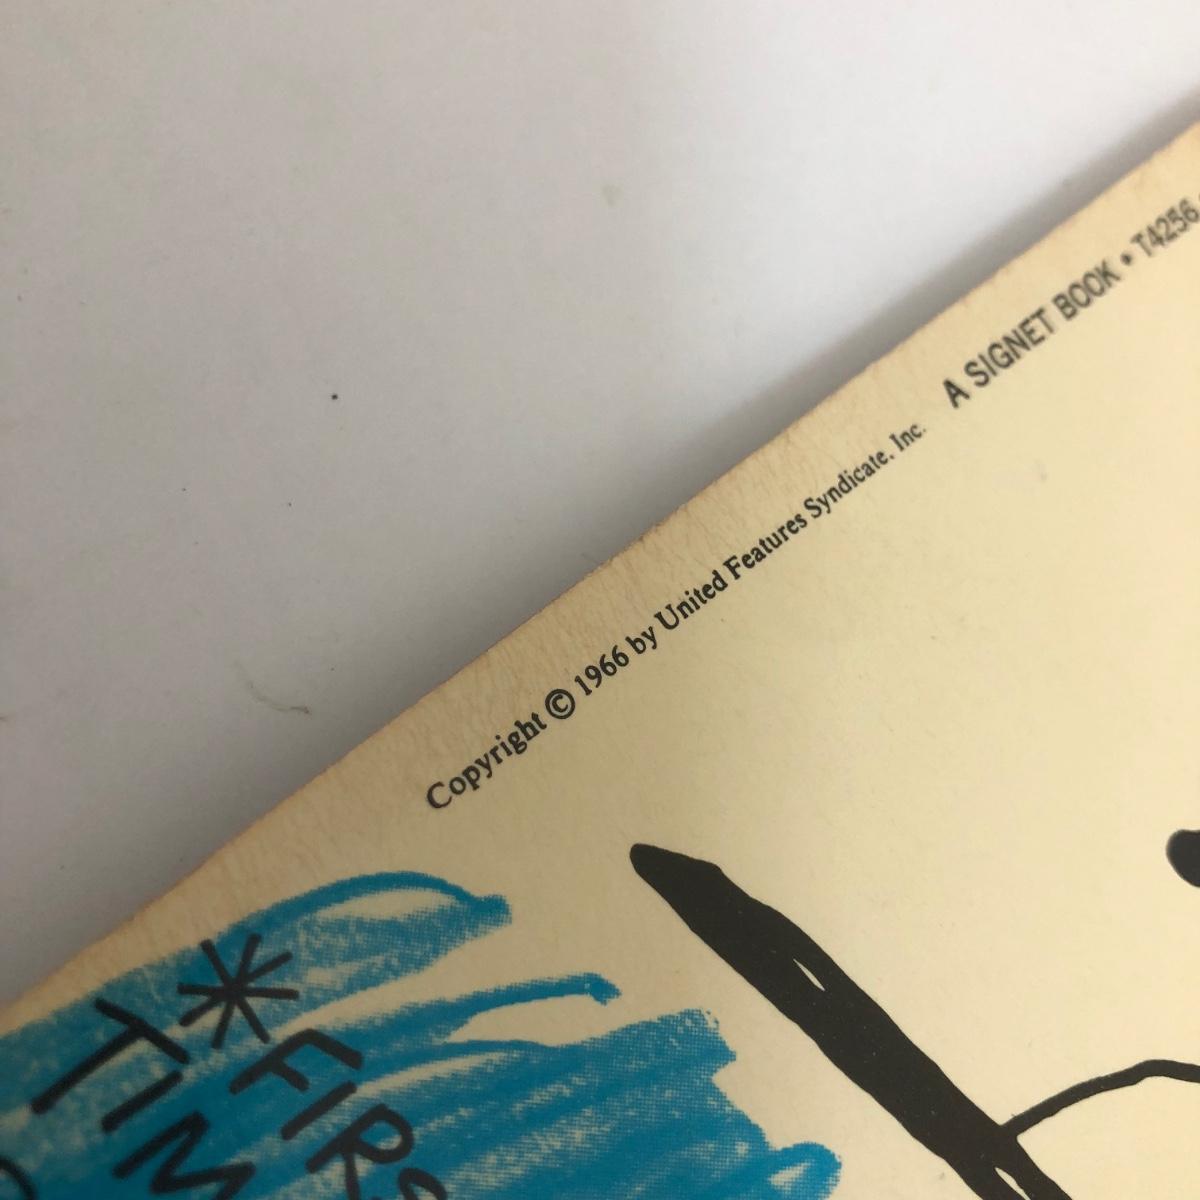 Copyright © 1966 by United Features Syndicate, Inc. A SIGNET BOOK • T4256
*FIRS
TIM